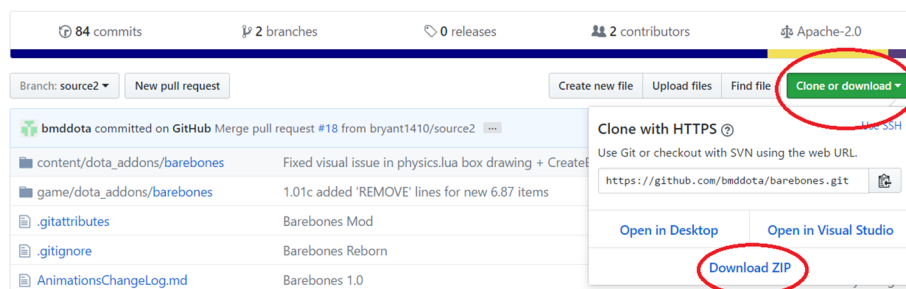 84 commits 2 branches 0 releases 2 contributors Apache-2.0
Branch: source2 New pull request Create new file Upload files Find file Clone or download
bmddota committed on GitHub Merge pull request #18 from bryant1410/source2 ...
Clone with HTTPS ? Use SSH
Use Git or checkout with SVN using the web URL.
content/dota_addons/barebones Fixed visual issue in physics.lua box drawing +
https://github.com/bmddota/barebones.git
game/dota_addons/barebones 1.01c added 'REMOVE' lines for new 6.87 items
.gitattributes Barebones Mod
Open in Desktop Open in Visual Studio
.gitignore Barebones Reborn
Download ZIP
AnimationsChangeLog.md Barebones 1.0